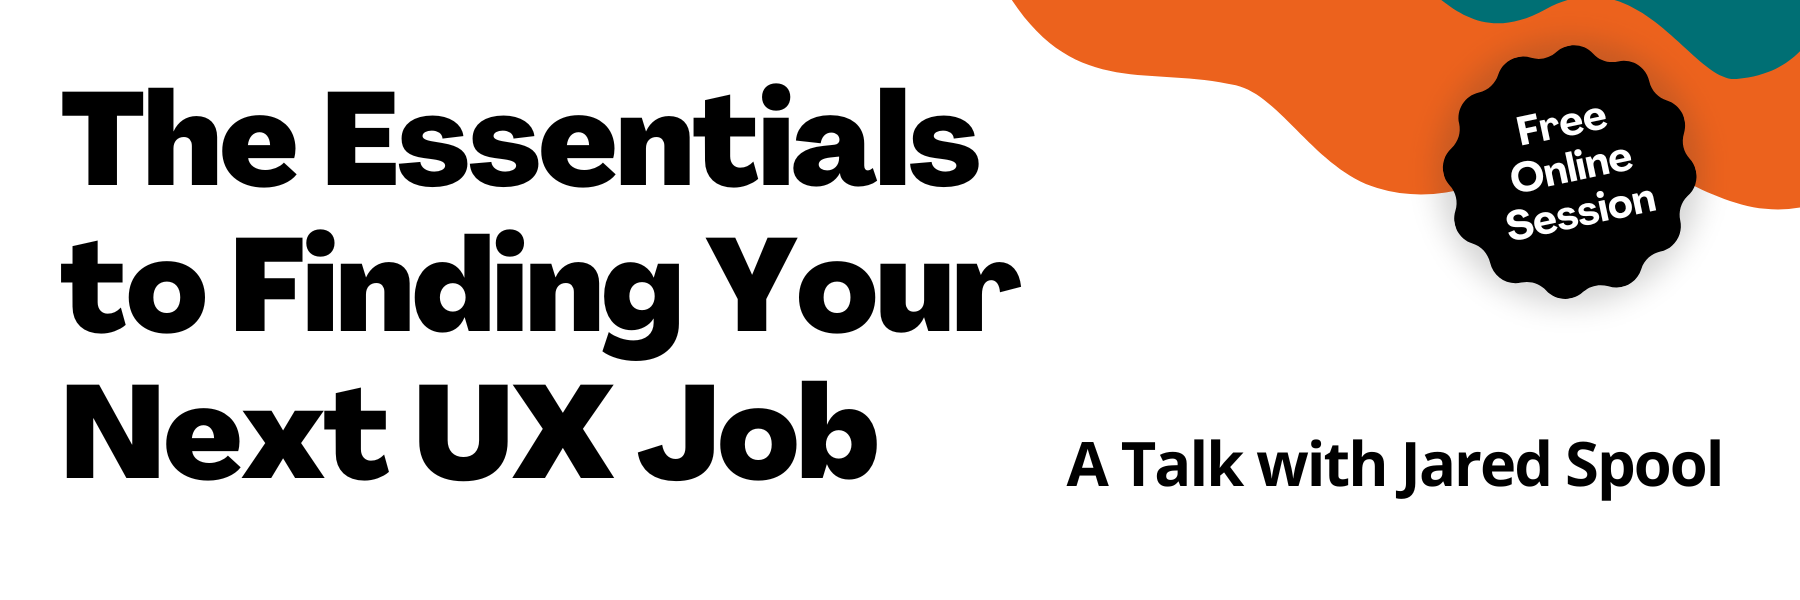 The Essentials
to Finding Your
Next UX Job
Free
Online
Session
A Talk with Jared Spool